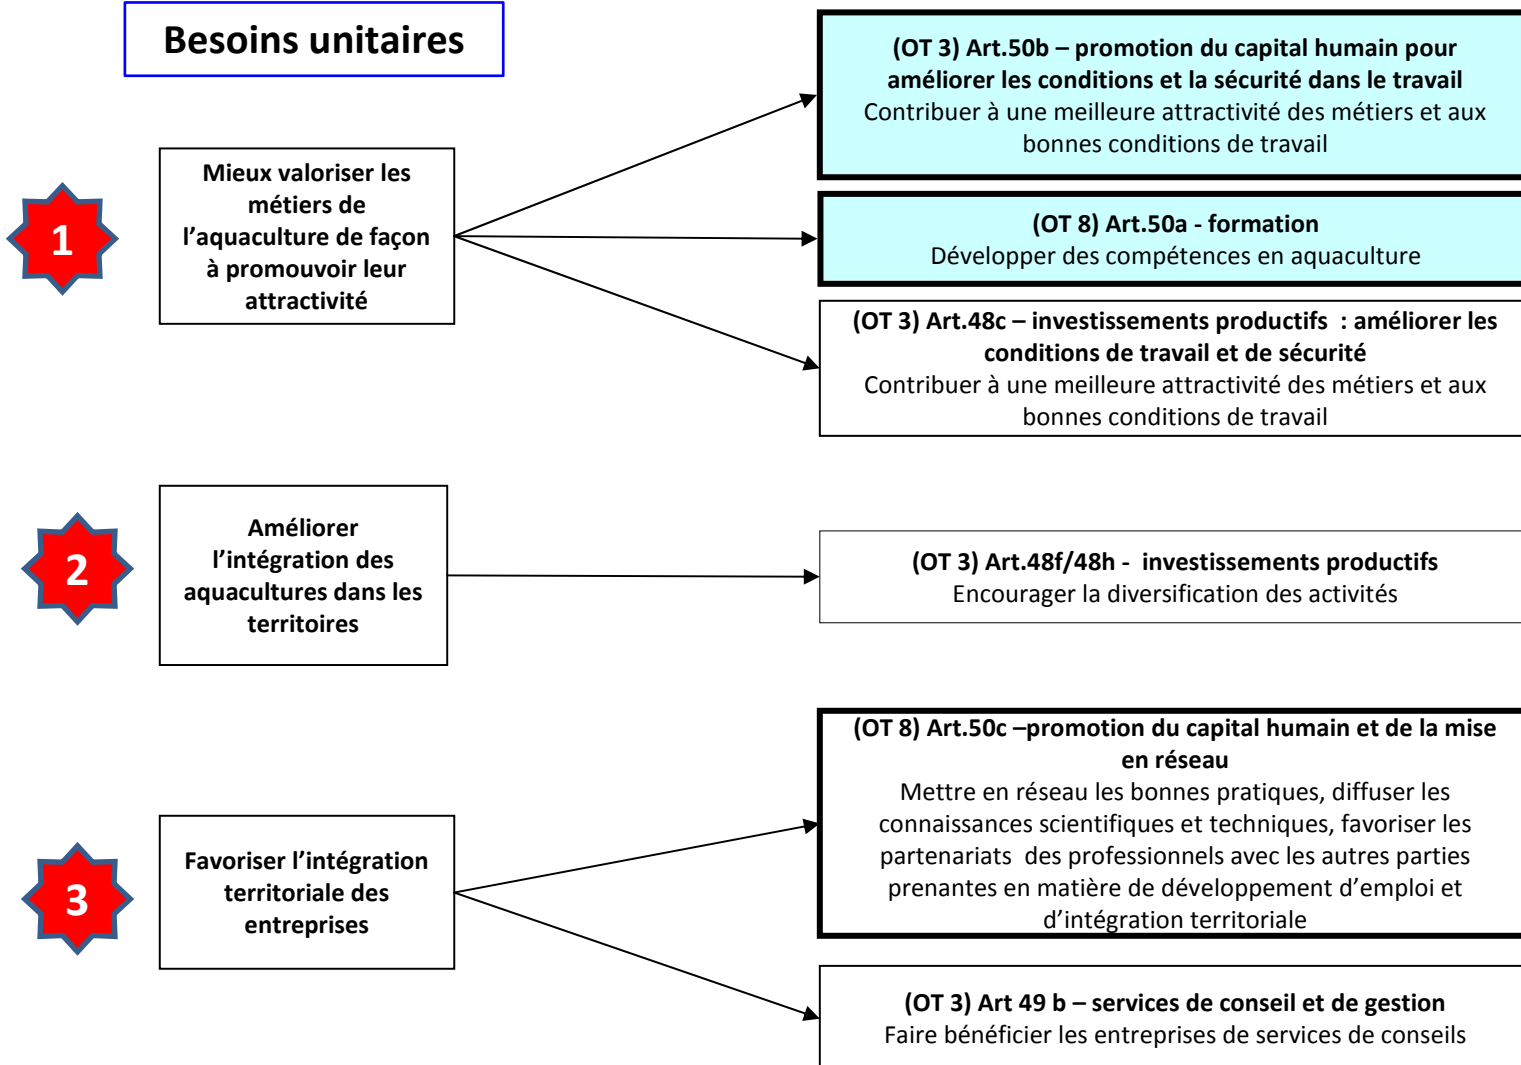 Besoins unitaires
(OT 3) Art.50b – promotion du capital humain pour
améliorer les conditions et la sécurité dans le travail
Contribuer à une meilleure attractivité des métiers et aux
bonnes conditions de travail
1
Mieux valoriser les
métiers de
l’aquaculture de façon
à promouvoir leur
attractivité
(OT 8) Art.50a - formation
Développer des compétences en aquaculture
(OT 3) Art.48c – investissements productifs : améliorer les
conditions de travail et de sécurité
Contribuer à une meilleure attractivité des métiers et aux
bonnes conditions de travail
2
Améliorer
l’intégration des
aquacultures dans les
territoires
(OT 3) Art.48f/48h - investissements productifs
Encourager la diversification des activités
3
Favoriser l’intégration
territoriale des
entreprises
(OT 8) Art.50c –promotion du capital humain et de la mise
en réseau
Mettre en réseau les bonnes pratiques, diffuser les
connaissances scientifiques et techniques, favoriser les
partenariats des professionnels avec les autres parties
prenantes en matière de développement d’emploi et
d’intégration territoriale
(OT 3) Art 49 b – services de conseil et de gestion
Faire bénéficier les entreprises de services de conseils